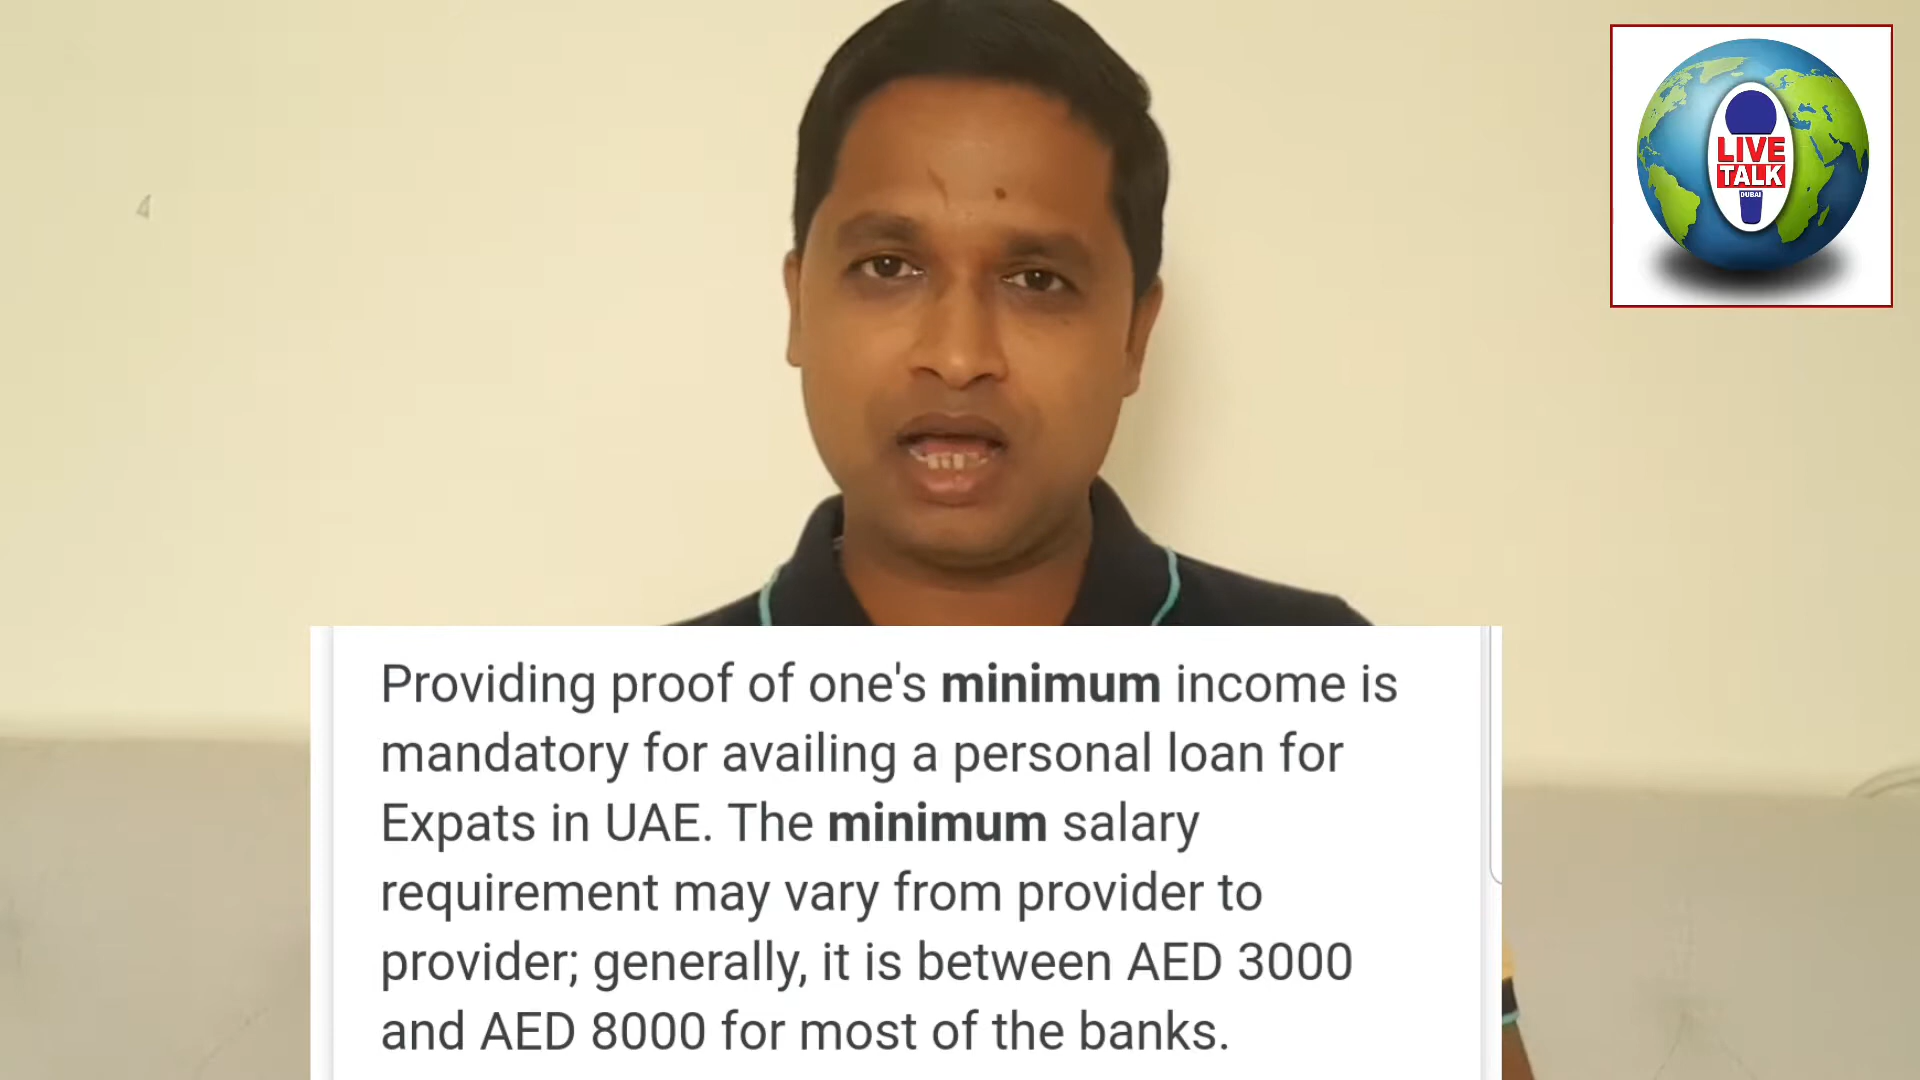 LIVE
TALK
DUBAI
Providing proof of one's minimum income is
mandatory for availing a personal loan for
Expats in UAE. The minimum salary
requirement may vary from provider to
provider; generally, it is between AED 3000
and AED 8000 for most of the banks.